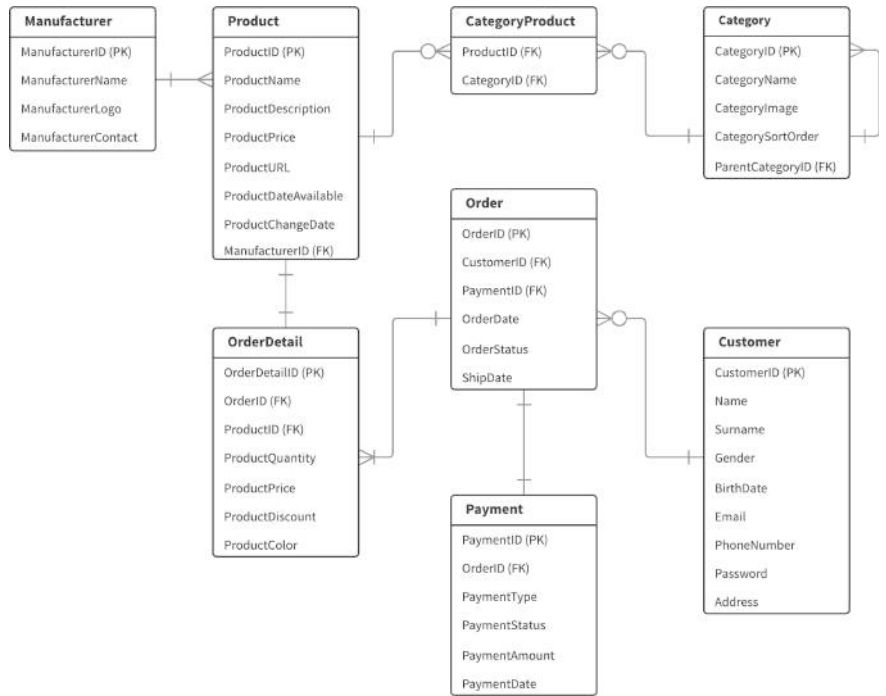 Manufacturer
ManufacturerID (PK)
ManufacturerName
ManufacturerLogo
ManufacturerContact
Product
ProductID (PK)
ProductName
ProductDescription
ProductPrice
ProductURL
ProductDateAvailable
ProductChangeDate
ManufacturerID (FK)
CategoryProduct
ProductID (FK)
CategoryID (FK)
Category
CategoryID (PK)
CategoryName
CategoryImage
CategorySortOrder
ParentCategoryID (FK)
Order
OrderID (PK)
CustomerID (FK)
PaymentID (FK)
OrderDate
OrderStatus
ShipDate
OrderDetail
OrderDetailID (PK)
OrderID (FK)
ProductID (FK)
ProductQuantity
ProductPrice
ProductDiscount
ProductColor
Customer
CustomerID (PK)
Name
Surname
Gender
BirthDate
Email
PhoneNumber
Password
Address
Payment
PaymentID (PK)
OrderID (FK)
PaymentType
PaymentStatus
PaymentAmount
PaymentDate